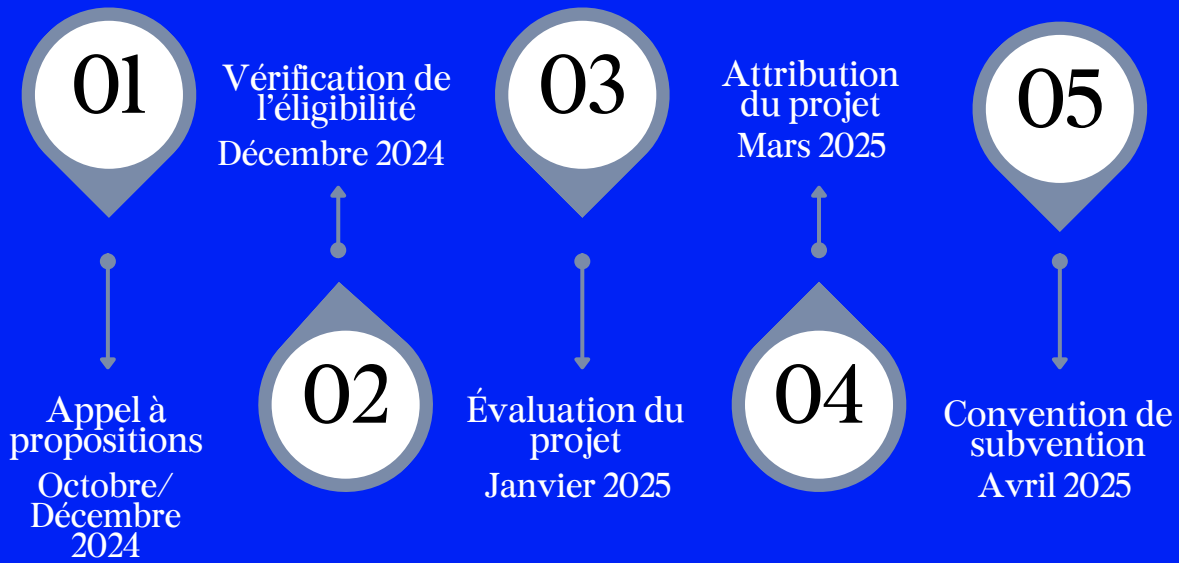 01
Appel à
propositions
Octobre/
Décembre
2024
02
Vérification de
l'éligibilité
Décembre 2024
03
Évaluation du
projet
Janvier 2025
04
Attribution
du projet
Mars 2025
05
Convention de
subvention
Avril 2025